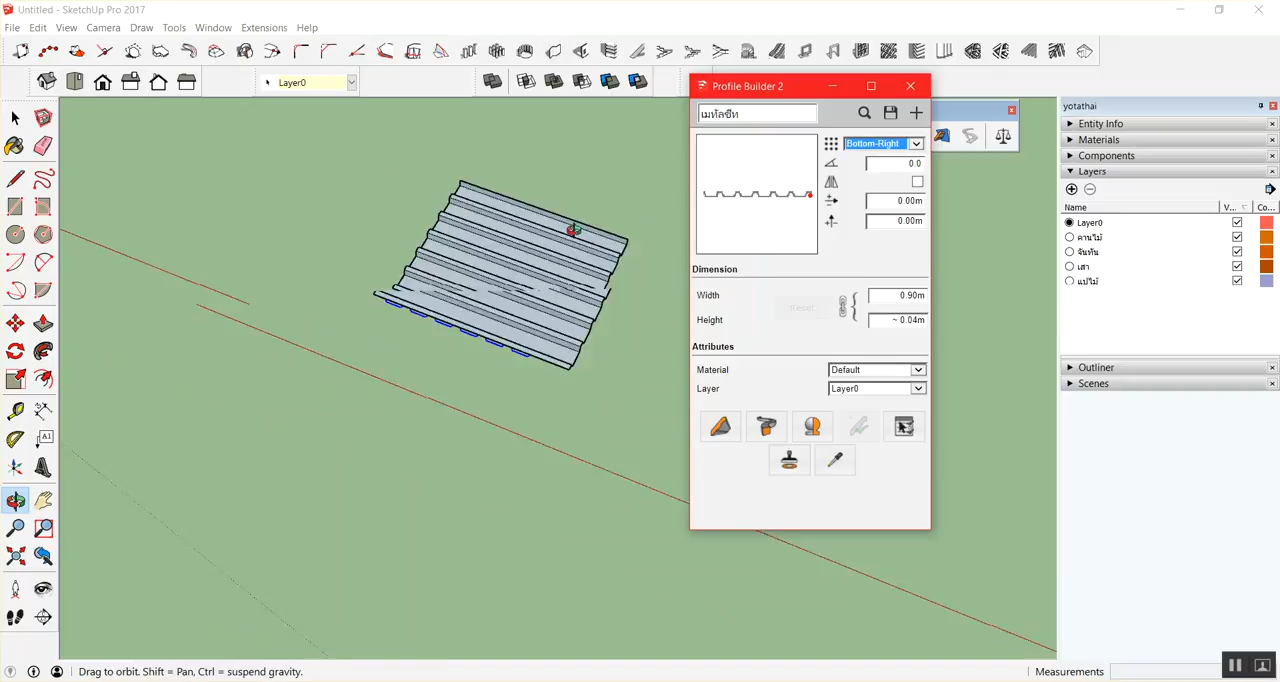 Untitled - SketchUp Pro 2017
File Edit View Camera Draw Tools Window Extensions Help
Layer0
Profile Builder 2
เมทัลชีท
Bottom-Right
0.0
0.00m
0.00m
Dimension
Width 0.90m
Reset
Height ~ 0.04m
Attributes
Material Default
Layer Layer0
yotathai
Entity Info
Materials
Components
Layers
Name V... Co...
Layer0
คานไม้
จันทัน
เสา
แปไม้
Outliner
Scenes
A1
Drag to orbit. Shift = Pan, Ctrl = suspend gravity.
Measurements